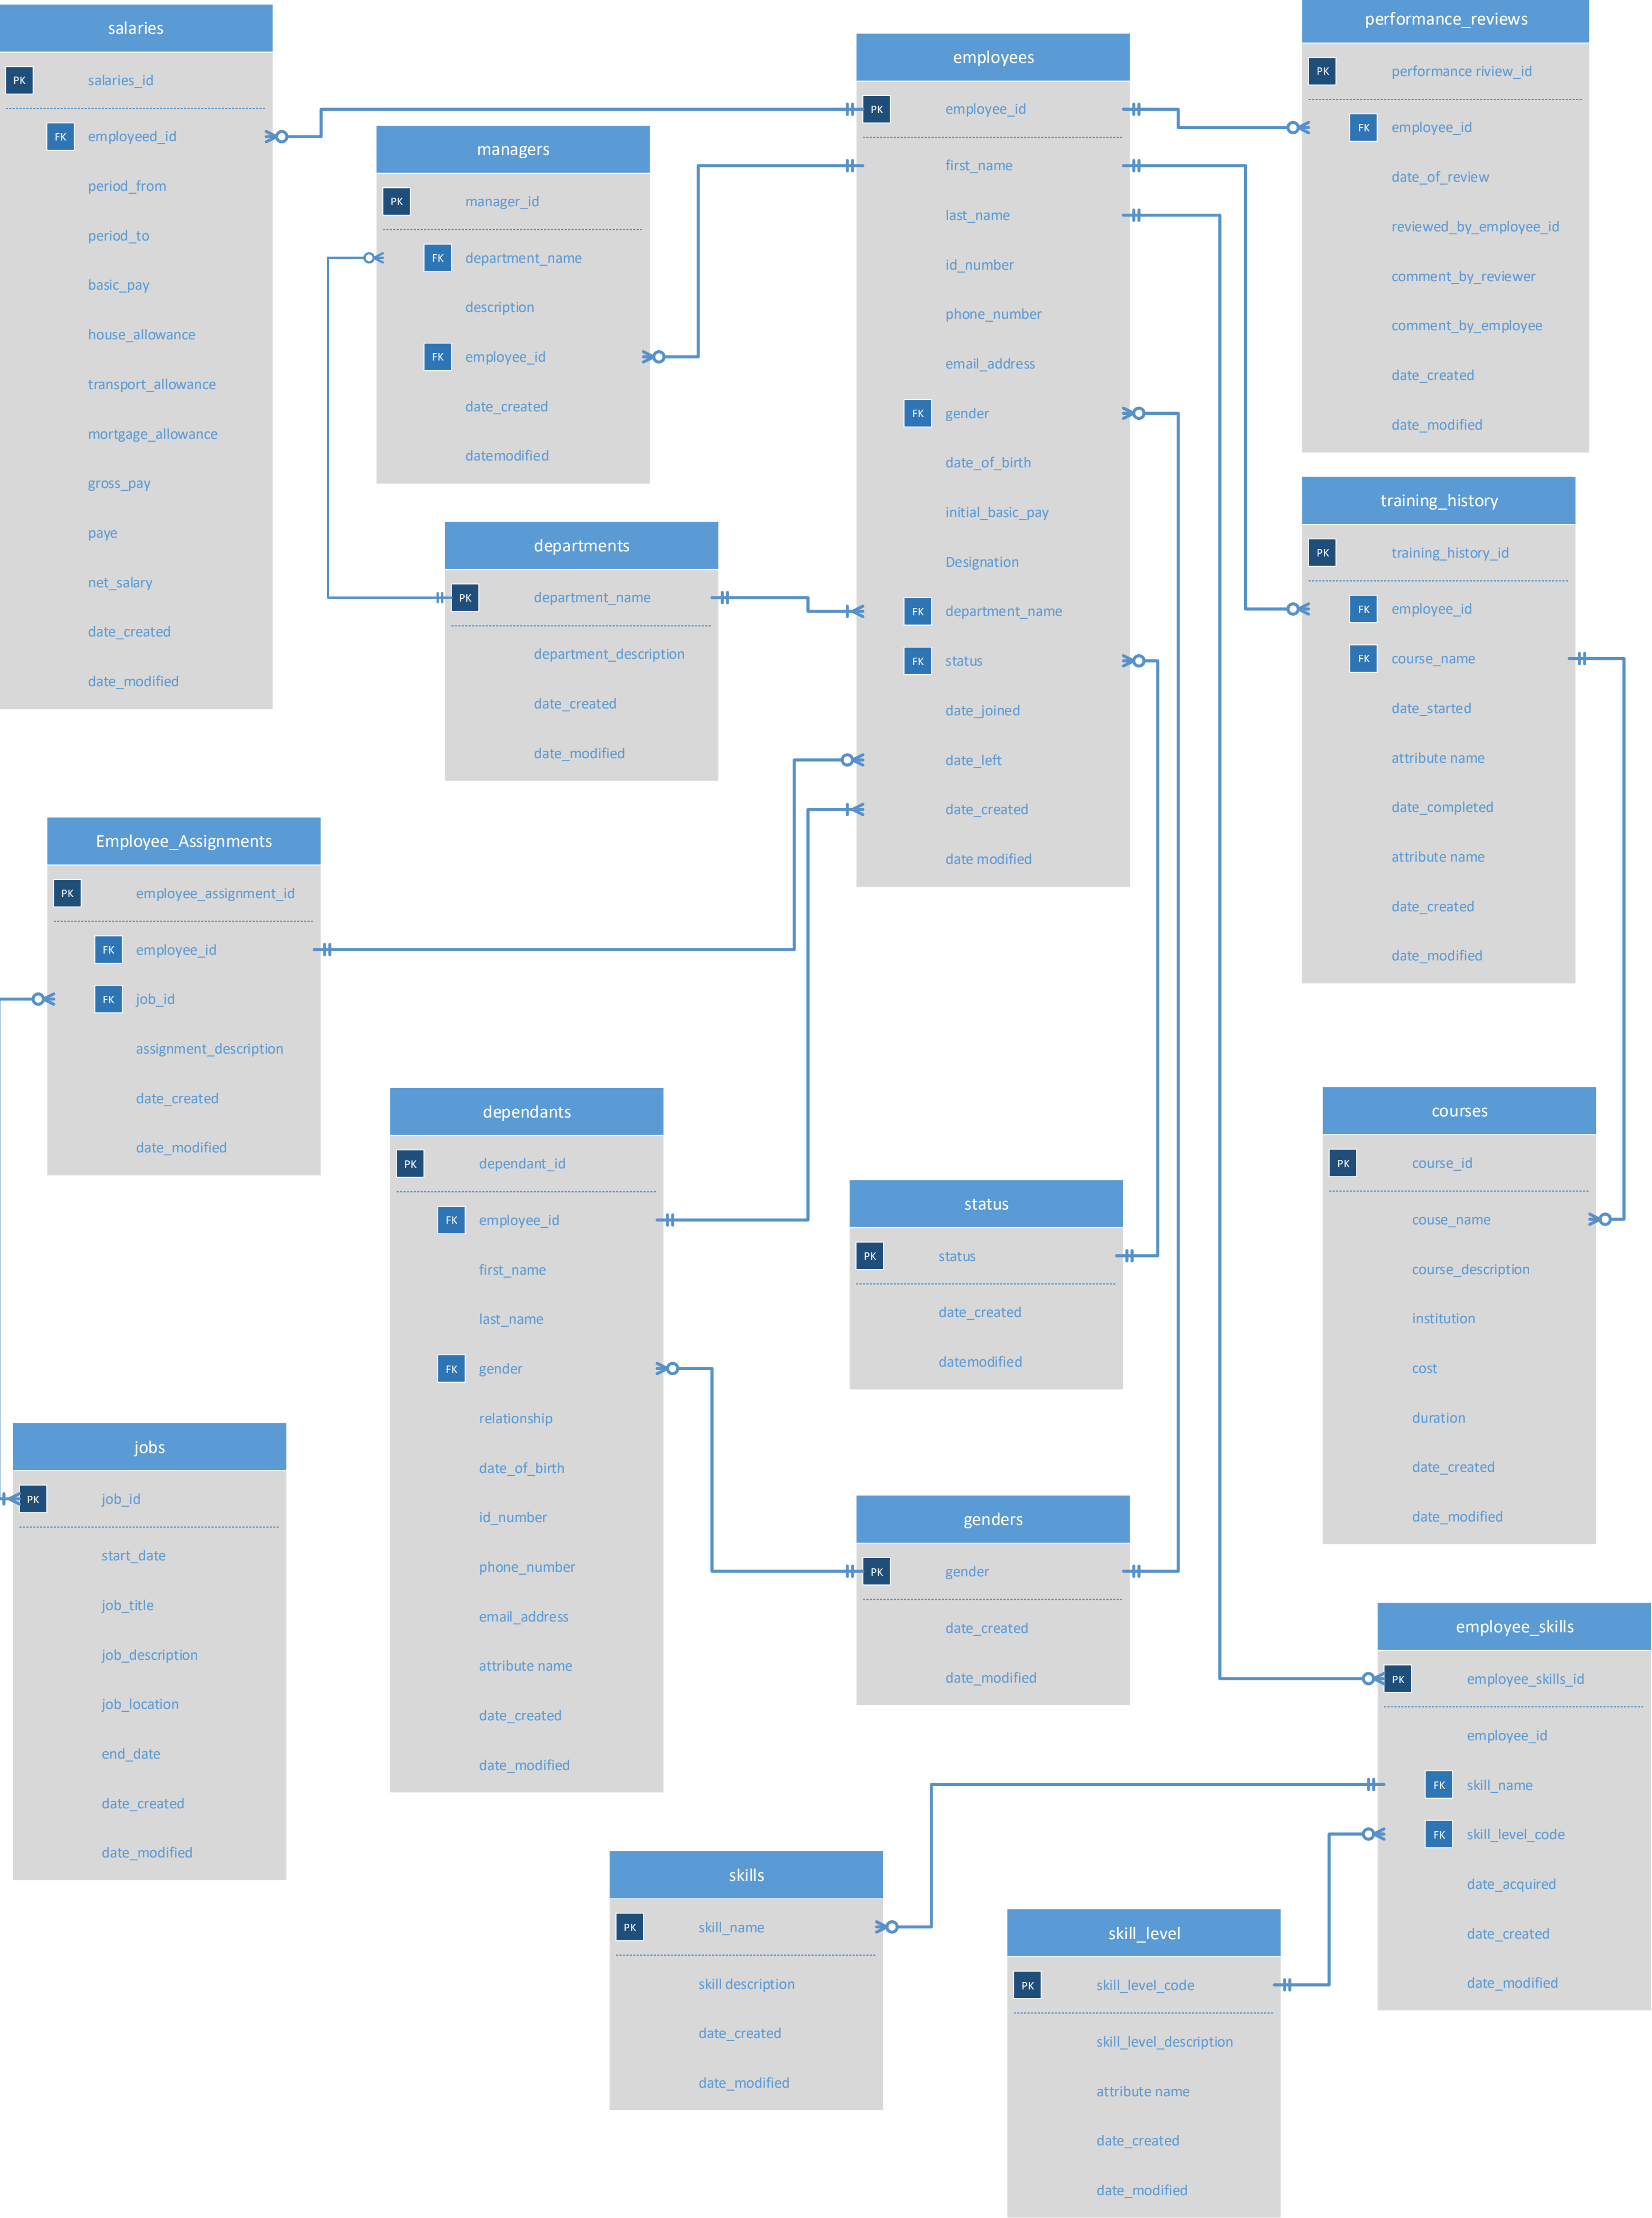 salaries
PK salaries_id
FK employeed_id
period_from
period_to
basic_pay
house_allowance
transport_allowance
mortgage_allowance
gross_pay
paye
net_salary
date_created
date_modified
managers
PK manager_id
FK department_name
description
FK employee_id
date_created
datemodified
departments
PK department_name
department_description
date_created
date_modified
employees
PK employee_id
first_name
last_name
id_number
phone_number
email_address
FK gender
date_of_birth
initial_basic_pay
Designation
FK department_name
FK status
date_joined
date_left
date_created
date modified
performance_reviews
PK performance riview_id
FK employee_id
date_of_review
reviewed_by_employee_id
comment_by_reviewer
comment_by_employee
date_created
date_modified
training_history
PK training_history_id
FK employee_id
FK course_name
date_started
attribute name
date_completed
attribute name
date_created
date_modified
Employee_Assignments
PK employee_assignment_id
FK employee_id
FK job_id
assignment_description
date_created
date_modified
dependants
PK dependant_id
FK employee_id
first_name
last_name
FK gender
relationship
date_of_birth
id_number
phone_number
email_address
attribute name
date_created
date_modified
status
PK status
date_created
datemodified
courses
PK course_id
couse_name
course_description
institution
cost
duration
date_created
date_modified
jobs
PK job_id
start_date
job_title
job_description
job_location
end_date
date_created
date_modified
genders
PK gender
date_created
date_modified
employee_skills
PK employee_skills_id
employee_id
FK skill_name
FK skill_level_code
date_acquired
date_created
date_modified
skills
PK skill_name
skill description
date_created
date_modified
skill_level
PK skill_level_code
skill_level_description
attribute name
date_created
date_modified